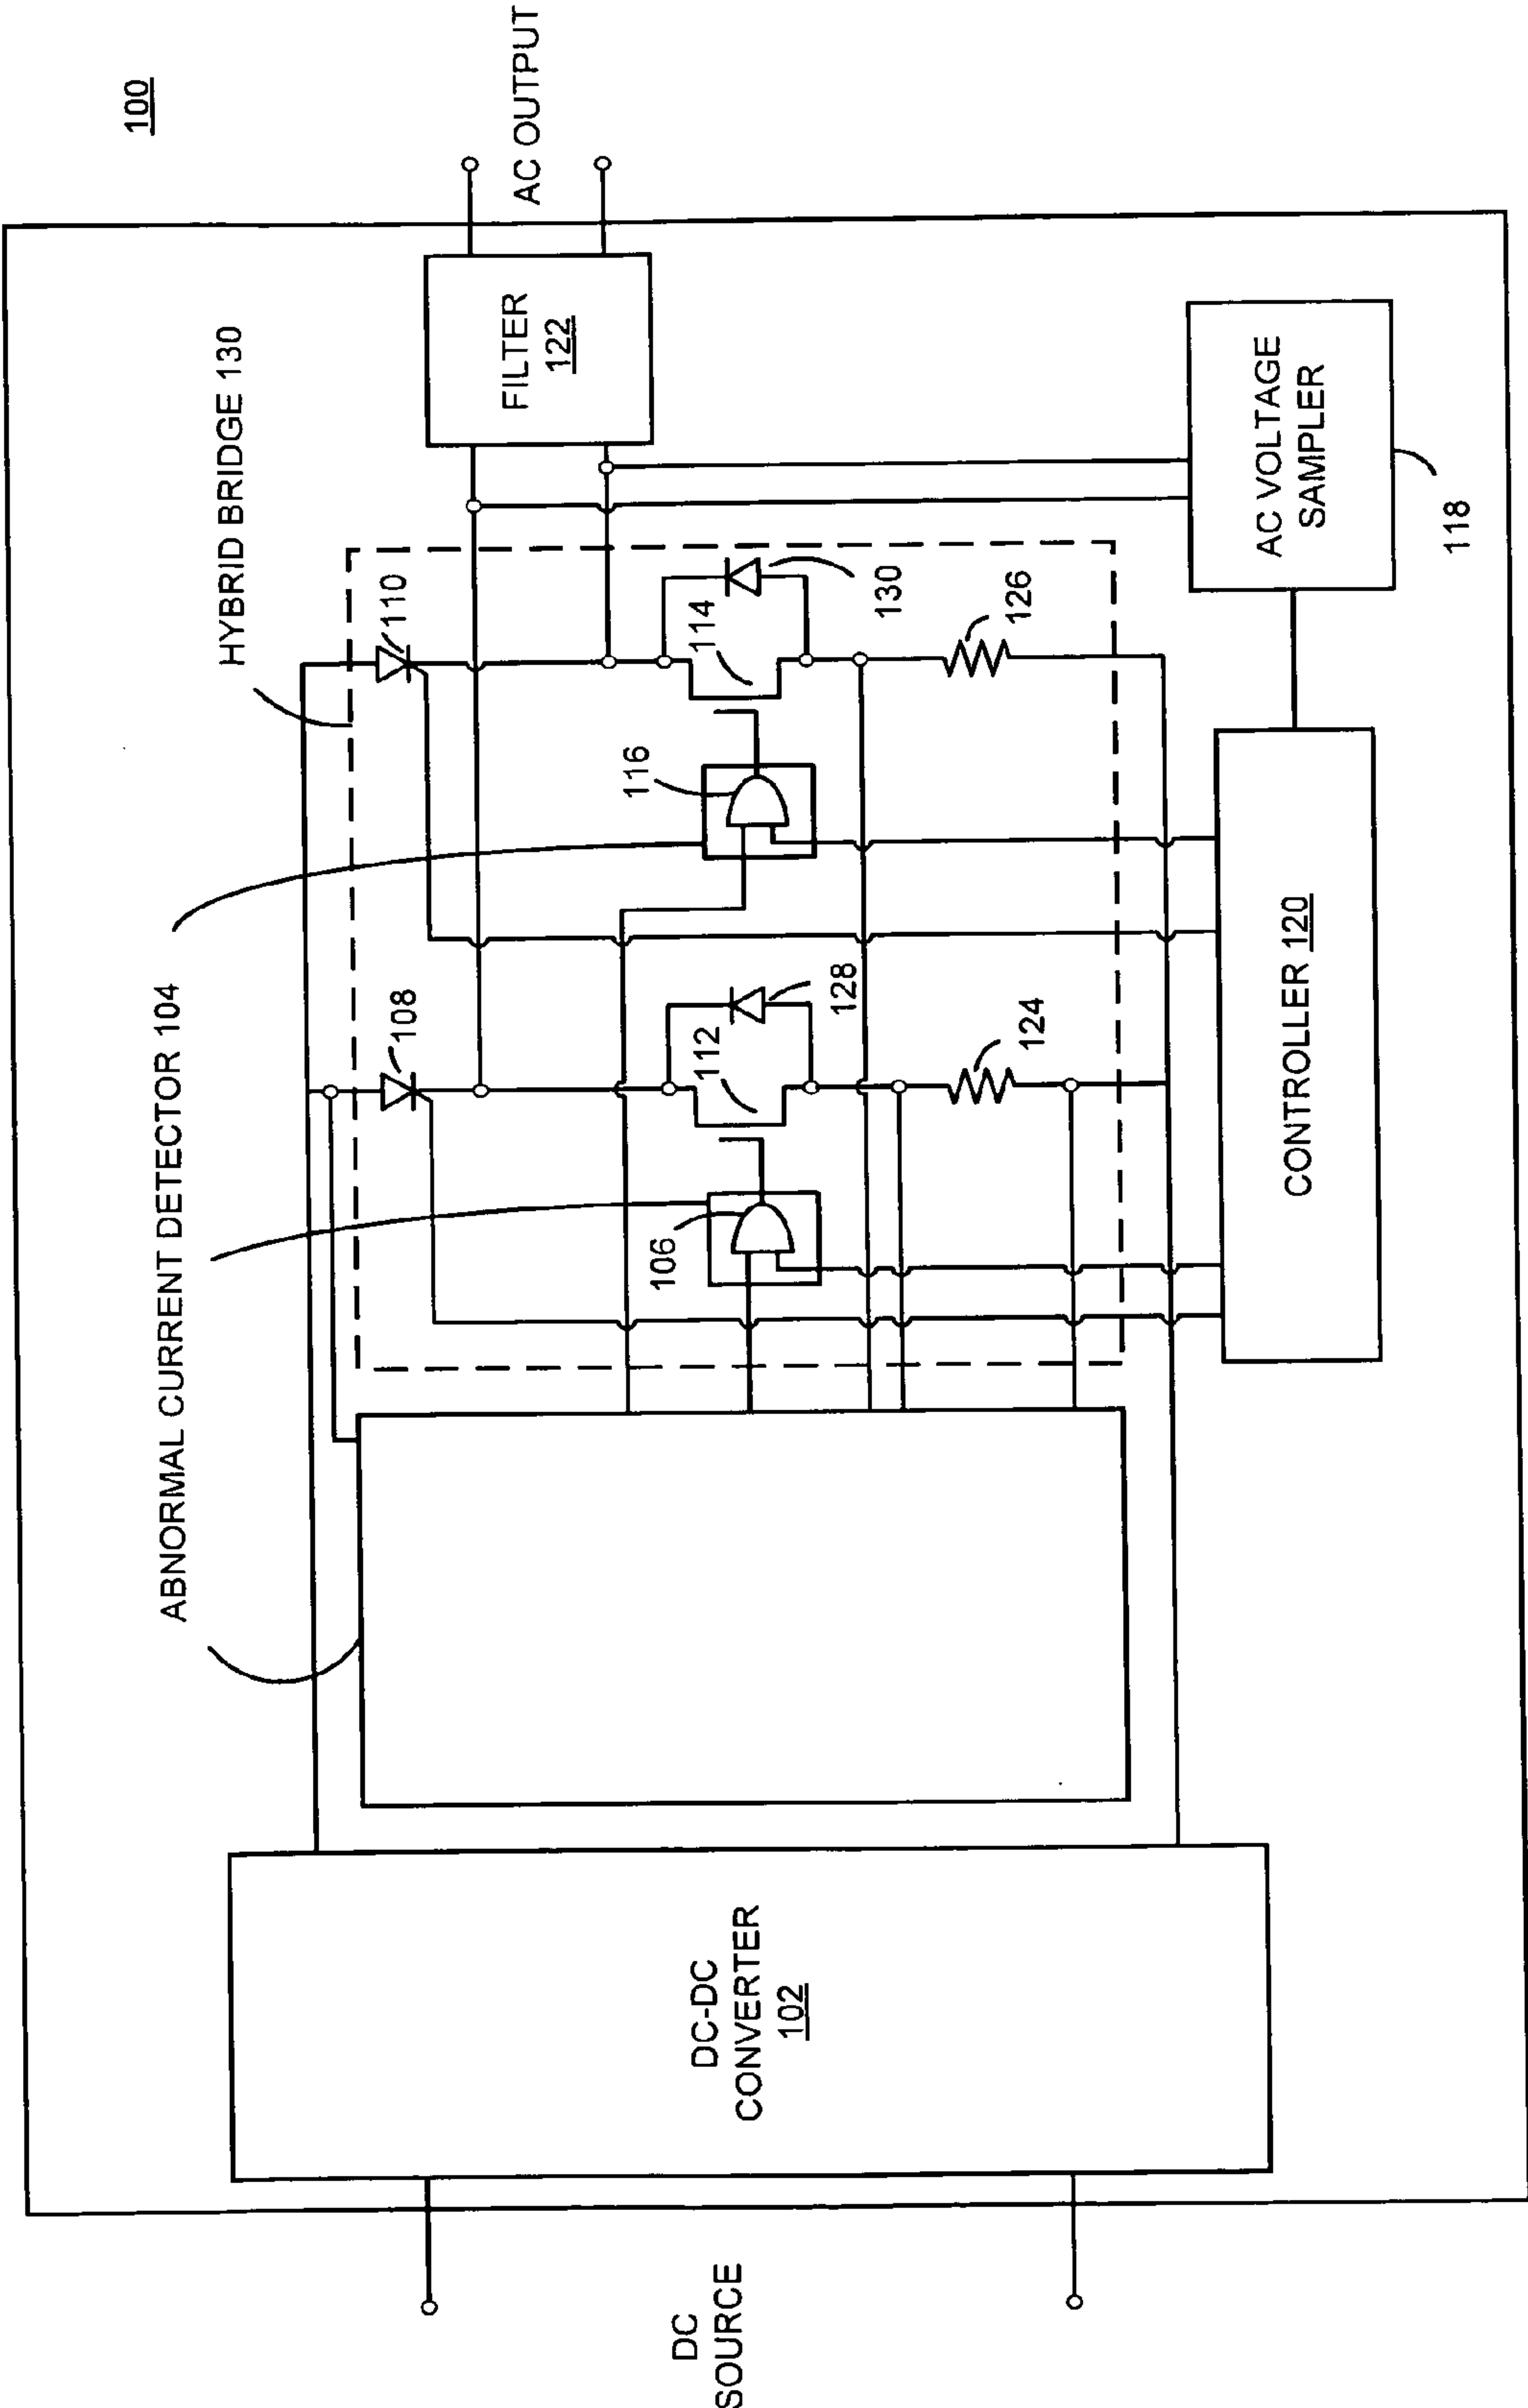 100
HYBRID BRIDGE 130
ABNORMAL CURRENT DETECTOR 104
108
110
AC OUTPUT
FILTER
122
DC-DC
CONVERTER
102
DC
SOURCE
106
112
128
116
114
130
124
126
CONTROLLER 120
AC VOLTAGE
SAMPLER
118